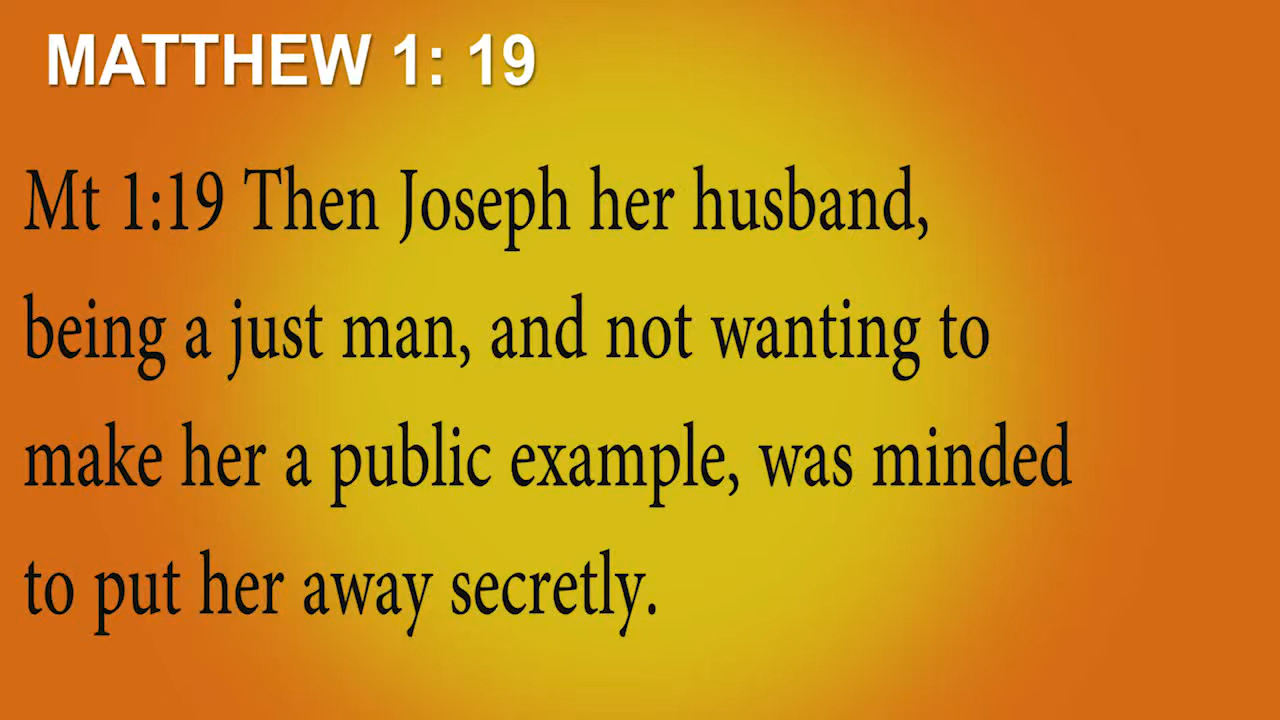 MATTHEW 1: 19
Mt 1:19 Then Joseph her husband,
being a just man, and not wanting to
make her a public example, was minded
to put her away secretly.